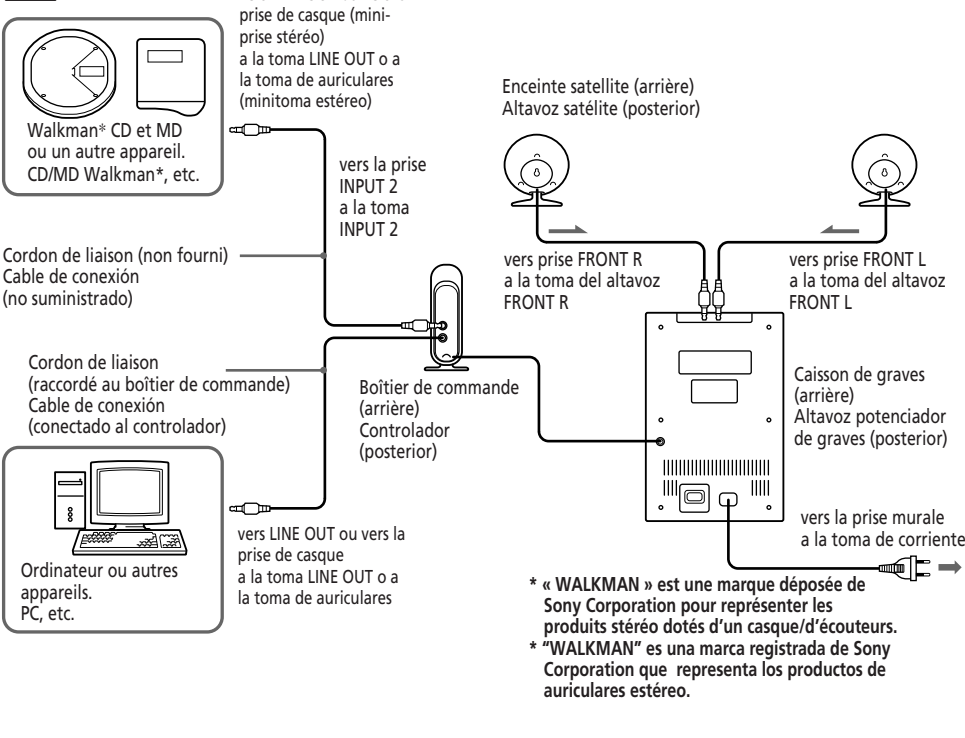 prise de casque (mini-
prise stéréo)
a la toma LINE OUT o a
la toma de auriculares
(minitoma estéreo)
Walkman* CD et MD
ou un autre appareil.
CD/MD Walkman*, etc.
vers la prise
INPUT 2
a la toma
INPUT 2
Enceinte satellite (arrière)
Altavoz satélite (posterior)
vers prise FRONT R
a la toma del altavoz
FRONT R
vers prise FRONT L
a la toma del altavoz
FRONT L
Cordon de liaison (non fourni)
Cable de conexión
(no suministrado)
Cordon de liaison
(raccordé au boîtier de commande)
Cable de conexión
(conectado al controlador)
Boîtier de commande
(arrière)
Controlador
(posterior)
Caisson de graves
(arrière)
Altavoz potenciador
de graves (posterior)
Ordinateur ou autres
appareils.
PC, etc.
vers LINE OUT ou vers la
prise de casque
a la toma LINE OUT o a
la toma de auriculares
vers la prise murale
a la toma de corriente
* « WALKMAN » est une marque déposée de
Sony Corporation pour représenter les
produits stéréo dotés d’un casque/d’écouteurs.
* “WALKMAN” es una marca registrada de Sony
Corporation que representa los productos de
auriculares estéreo.